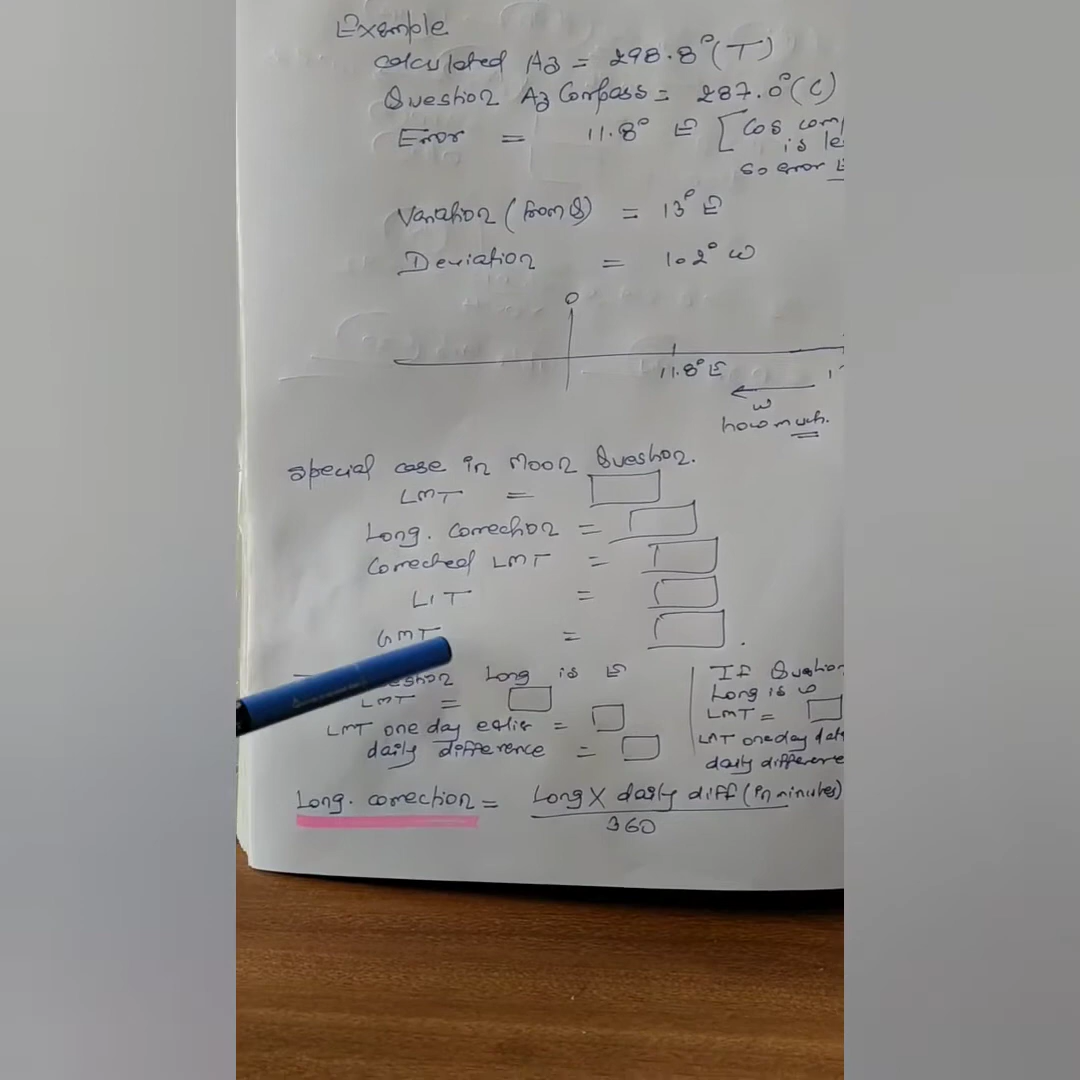 Example
Calculated Az = 298.8° (T)
Question Az Compass = 287.0° (C)
Error = 11.8° E [Cos com
is le
so error E
Variation (from Q) = 13° E
Deviation = 1.2° W
0
11.8° E
W
how much.
Special case in Moon Question.
LMT =
Long. correction =
Corrected LMT =
LIT =
GMT =
Long is E
LMT =
LMT one day earlier =
daily difference =
If Question
Long is W
LMT =
LMT one day
daily difference
Long. correction = Long X daily diff (in minutes)
360